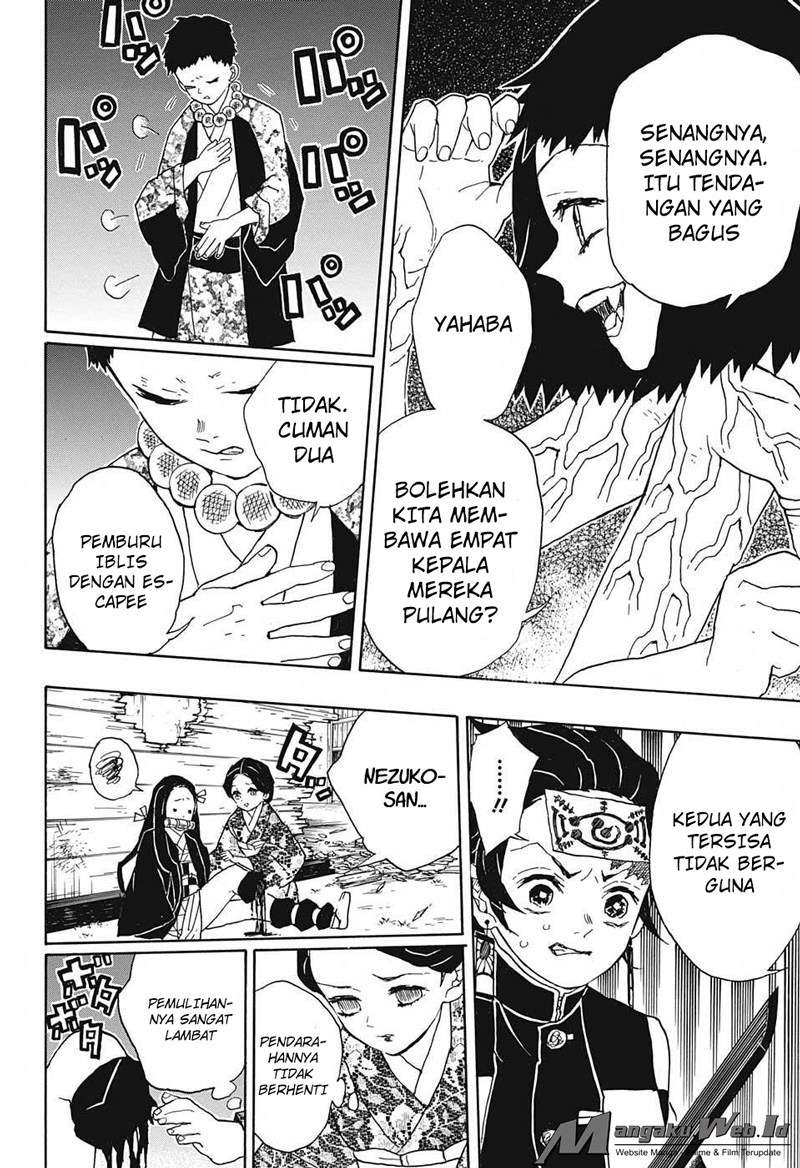 SENANGNYA,
SENANGNYA.
ITU TENDA-
NGAN YANG
BAGUS
YAHABA
BOLEHKAN
KITA MEM-
BAWA EMPAT
KEPALA
MEREKA
PULANG?
TIDAK.
CUMAN
DUA
PEMBURU
IBLIS
DENGAN ES-
CAPEE
KEDUA YANG
TERSISA
TIDAK BER-
GUNA
...!!
NEZUKO-
SAN...
PENDARA-
HANNYA
TIDAK
BERHENTI
PEMULIHAN-
NYA SANGAT
LAMBAT
MangakuWeb.Id
Website Manga, Anime & Film Terupdate